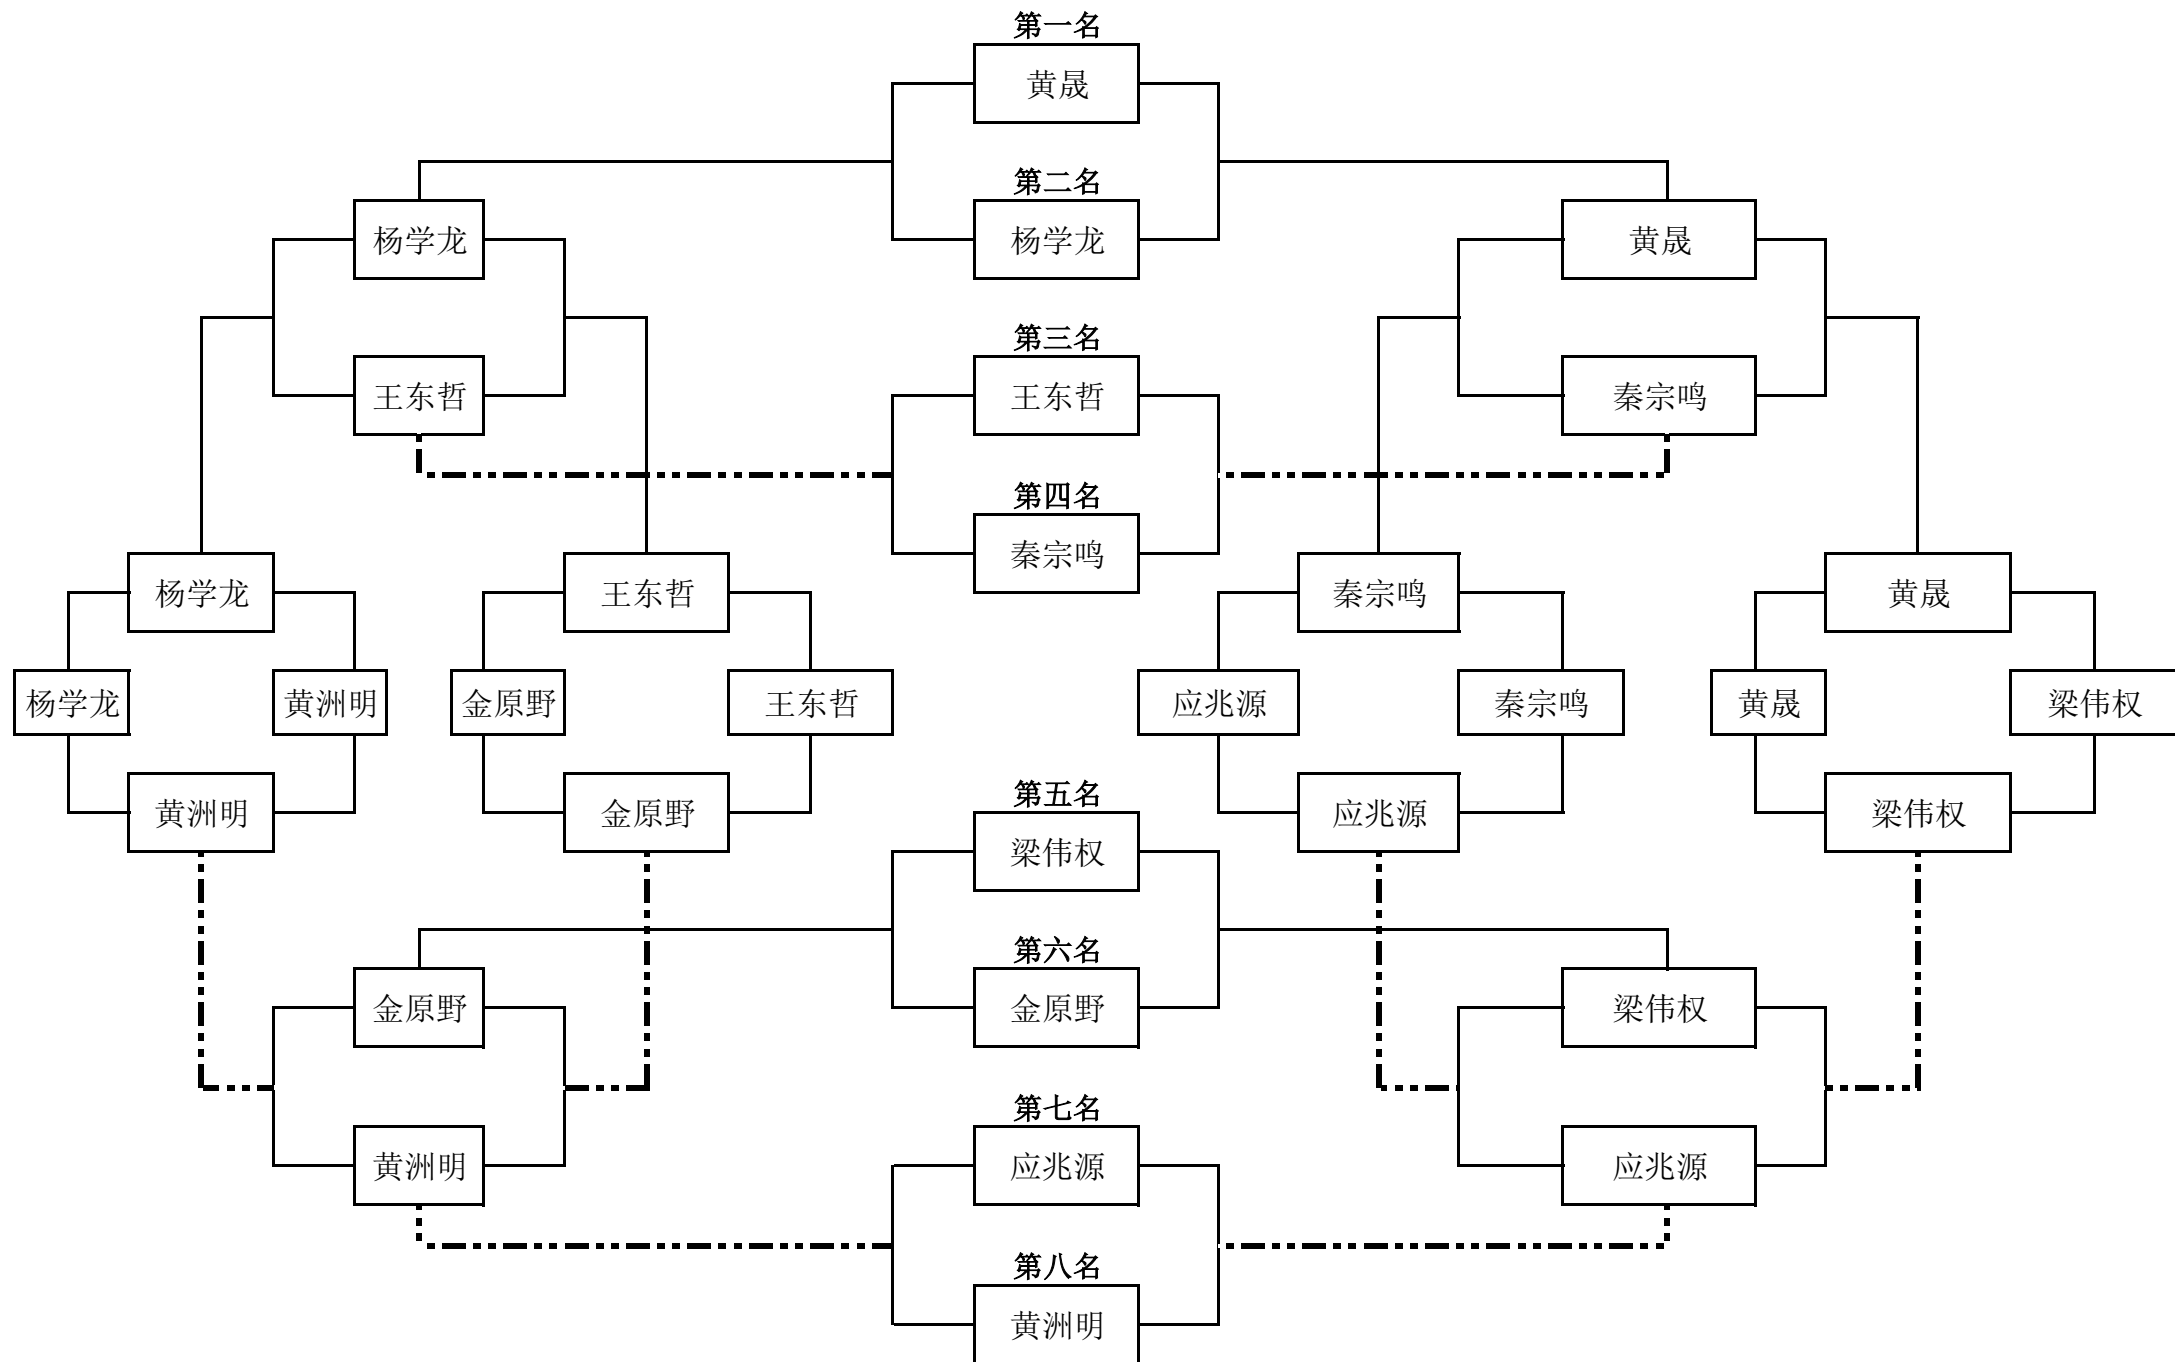 第一名
黄晟
第二名
杨学龙
杨学龙
黄晟
第三名
王东哲
王东哲
秦宗鸣
第四名
秦宗鸣
杨学龙
王东哲
秦宗鸣
黄晟
杨学龙
黄洲明
金原野
王东哲
应兆源
秦宗鸣
黄晟
梁伟权
黄洲明
金原野
应兆源
梁伟权
第五名
梁伟权
第六名
金原野
金原野
梁伟权
第七名
黄洲明
应兆源
应兆源
第八名
黄洲明